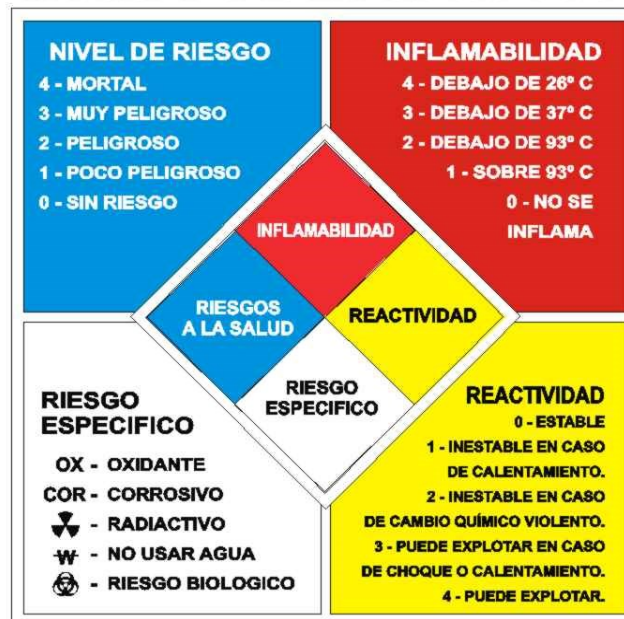 NIVEL DE RIESGO
4 - MORTAL
3 - MUY PELIGROSO
2 - PELIGROSO
1 - POCO PELIGROSO
0 - SIN RIESGO
INFLAMABILIDAD
4 - DEBAJO DE 26º C
3 - DEBAJO DE 37º C
2 - DEBAJO DE 93º C
1 - SOBRE 93º C
0 - NO SE
INFLAMA
INFLAMABILIDAD
RIESGOS
A LA SALUD
REACTIVIDAD
RIESGO
ESPECIFICO
RIESGO
ESPECIFICO
OX - OXIDANTE
COR - CORROSIVO
- RADIACTIVO
W - NO USAR AGUA
- RIESGO BIOLOGICO
REACTIVIDAD
0 - ESTABLE
1 - INESTABLE EN CASO
DE CALENTAMIENTO.
2 - INESTABLE EN CASO
DE CAMBIO QUÍMICO VIOLENTO.
3 - PUEDE EXPLOTAR EN CASO
DE CHOQUE O CALENTAMIENTO.
4 - PUEDE EXPLOTAR.